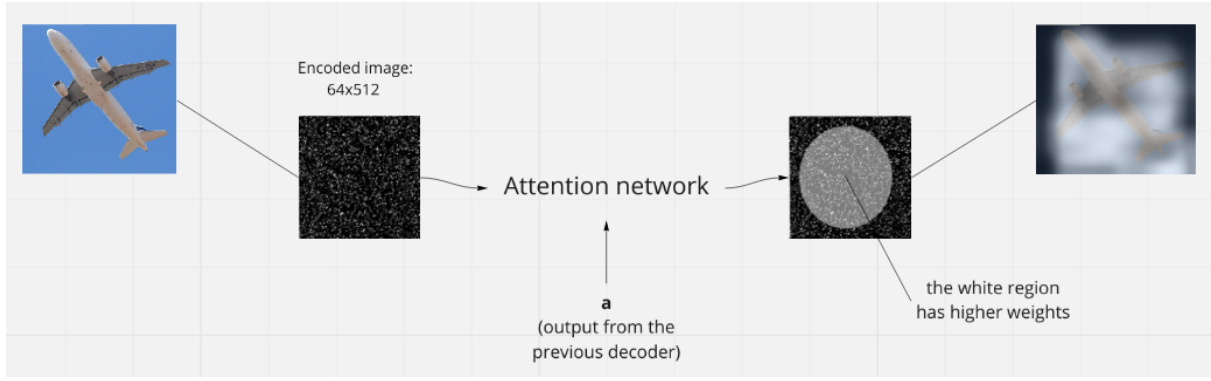 Encoded image:
64x512
Attention network
a
(output from the
previous decoder)
the white region
has higher weights